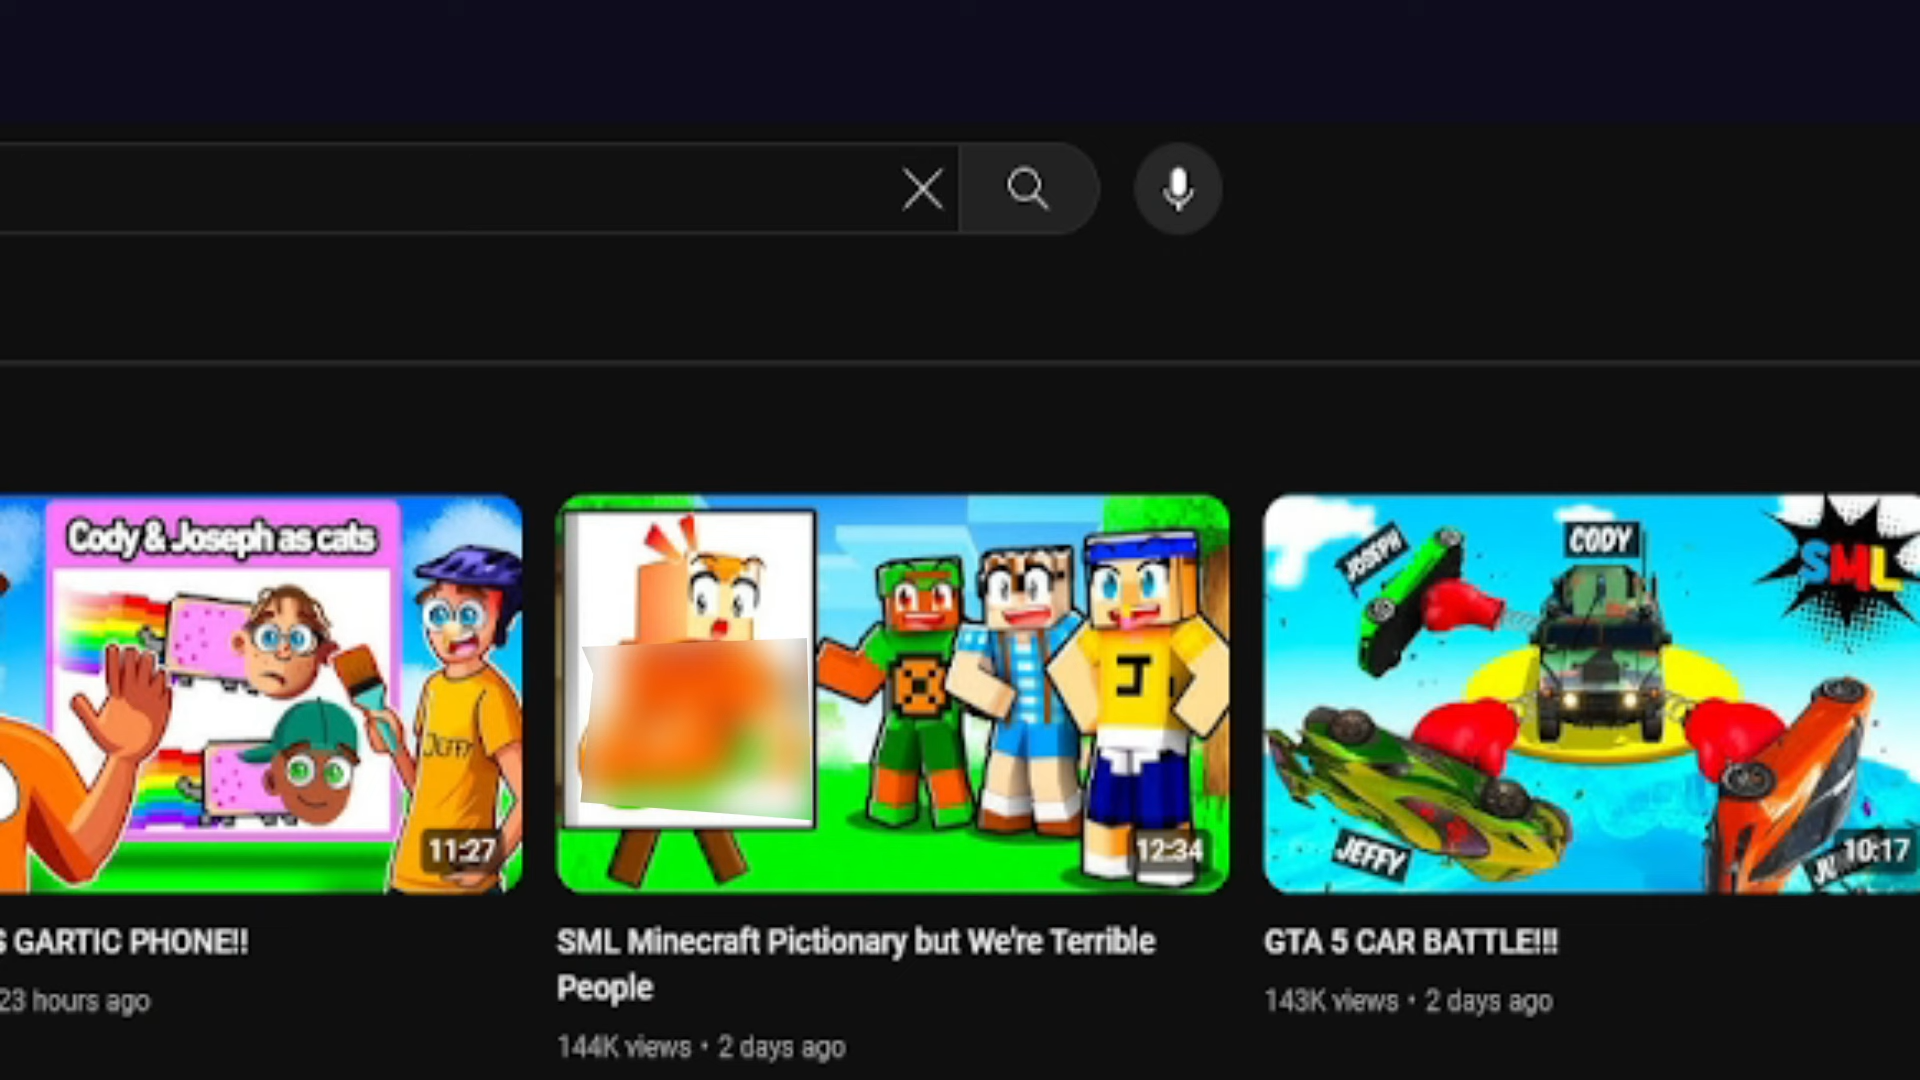 Cody & Joseph as cats
JEFFY
11:27
J
12:34
JOSEPH
CODY
SML
JEFFY
10:17
GARTIC PHONE!!
23 hours ago
SML Minecraft Pictionary but We're Terrible
People
144K views • 2 days ago
GTA 5 CAR BATTLE!!!
143K views • 2 days ago